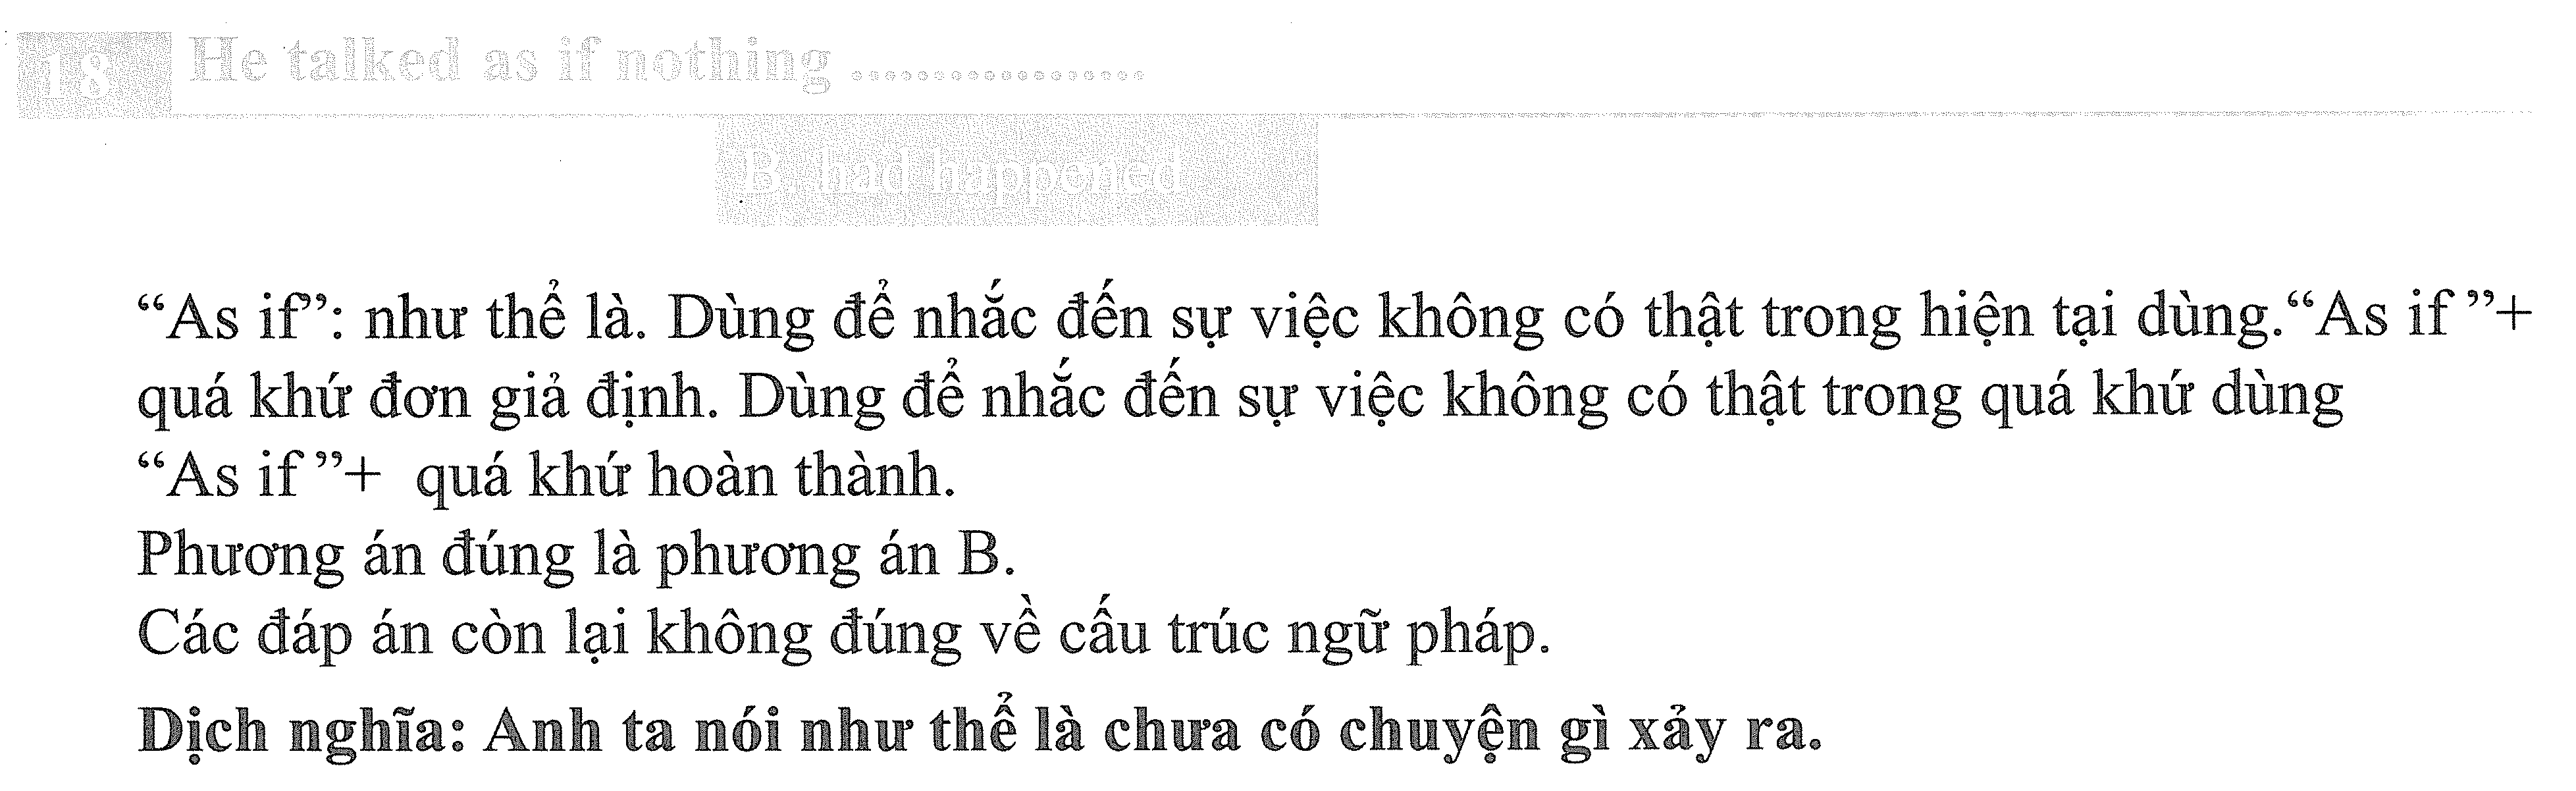 18 He talked as if nothing ..................
B. had happened
“As if”: như thể là. Dùng để nhắc đến sự việc không có thật trong hiện tại dùng.“As if ”+
quá khứ đơn giả định. Dùng để nhắc đến sự việc không có thật trong quá khứ dùng
“As if ”+ quá khứ hoàn thành.
Phương án đúng là phương án B.
Các đáp án còn lại không đúng về cấu trúc ngữ pháp.
Dịch nghĩa: Anh ta nói như thể là chưa có chuyện gì xảy ra.